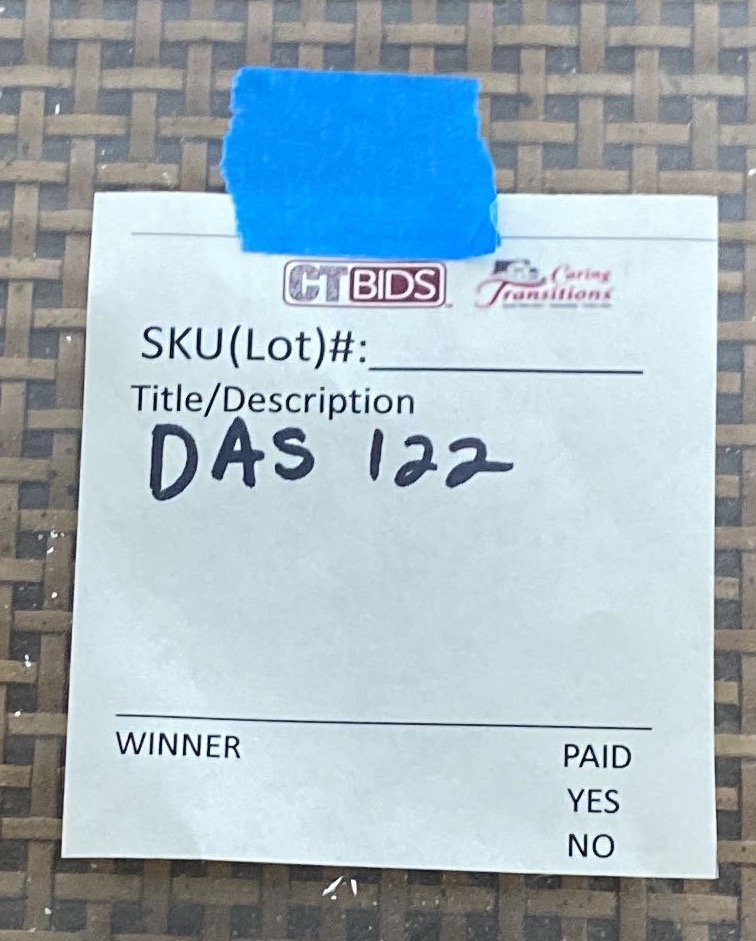 CTBIDS Caring
Transitions
SKU(Lot)#:
Title/Description
DAS 122
WINNER PAID
YES
NO